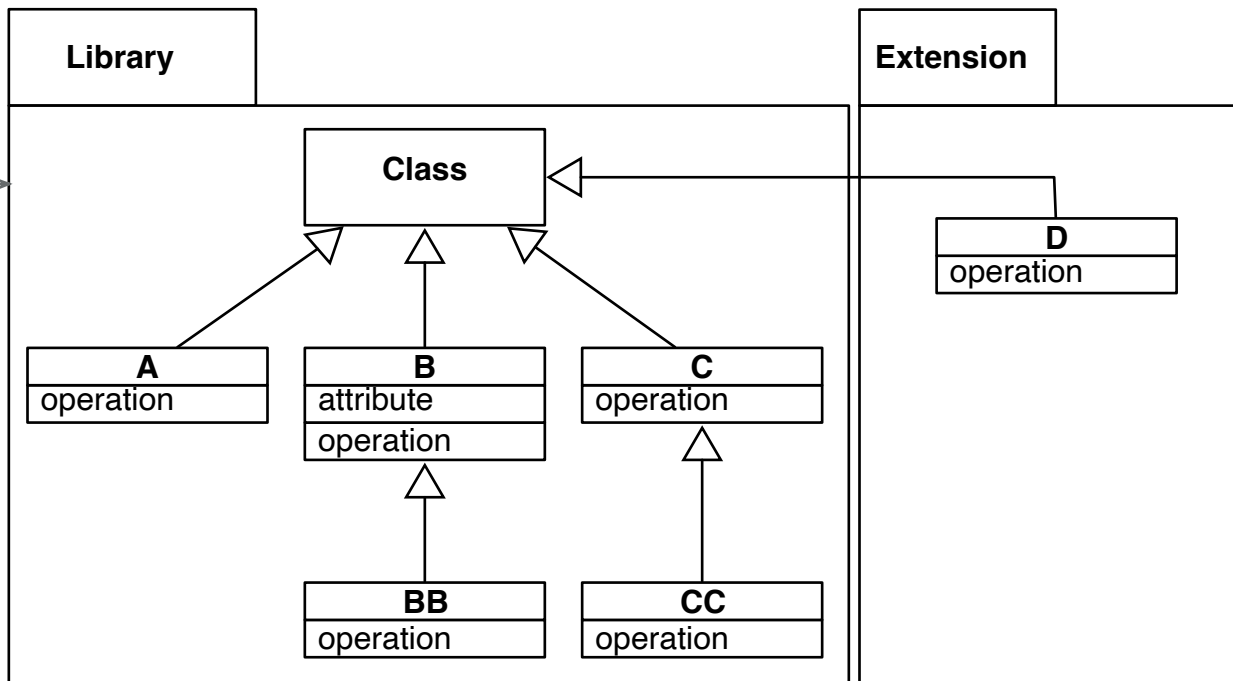 Library
Extension
Class
D
operation
A
operation
B
attribute
operation
C
operation
BB
operation
CC
operation